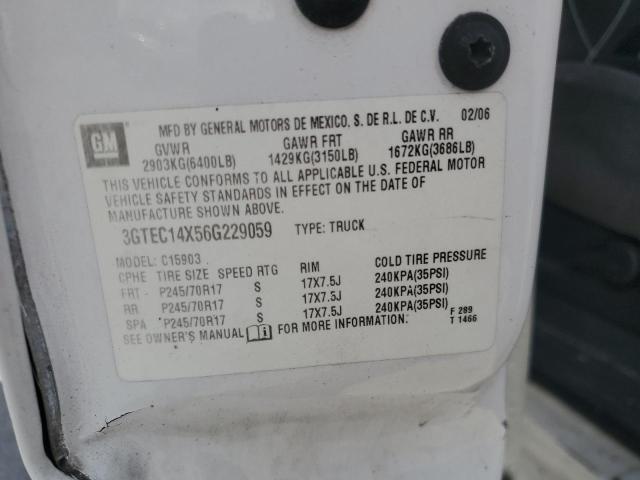 GM
MFD BY GENERAL MOTORS DE MEXICO. S. DE R.L. DE C.V. 02/06
GVWR GAWR FRT GAWR RR
2903KG(6400LB) 1429KG(3150LB) 1672KG(3686LB)
THIS VEHICLE CONFORMS TO ALL APPLICABLE U.S. FEDERAL MOTOR
VEHICLE SAFETY STANDARDS IN EFFECT ON THE DATE OF
MANUFACTURE SHOWN ABOVE.
3GTEC14X56G229059 TYPE: TRUCK
MODEL: C15903
CPHE TIRE SIZE SPEED RTG RIM COLD TIRE PRESSURE
FRT - P245/70R17 S 17X7.5J 240KPA(35PSI)
RR - P245/70R17 S 17X7.5J 240KPA(35PSI)
SPA - P245/70R17 S 17X7.5J 240KPA(35PSI)
SEE OWNER'S MANUAL FOR MORE INFORMATION. F 289
T 1466